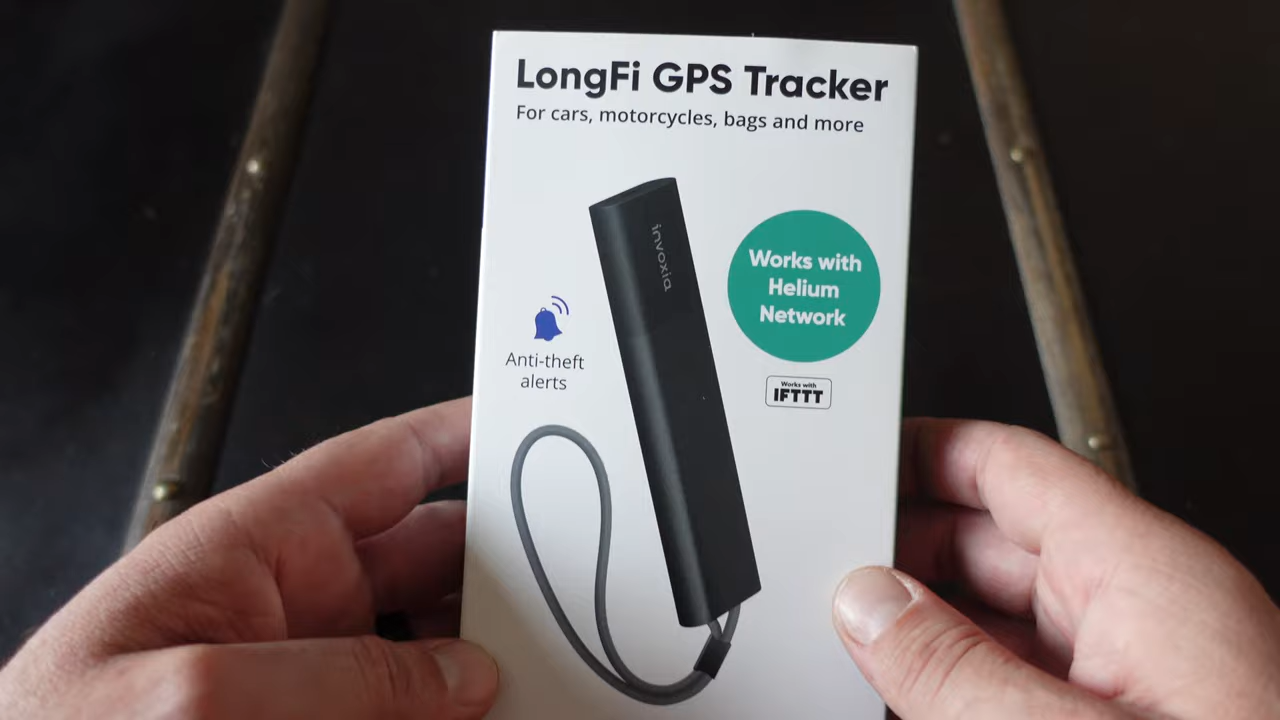 LongFi GPS Tracker
For cars, motorcycles, bags and more
invoxia
Works with
Helium
Network
Anti-theft
alerts
Works with
IFTTT